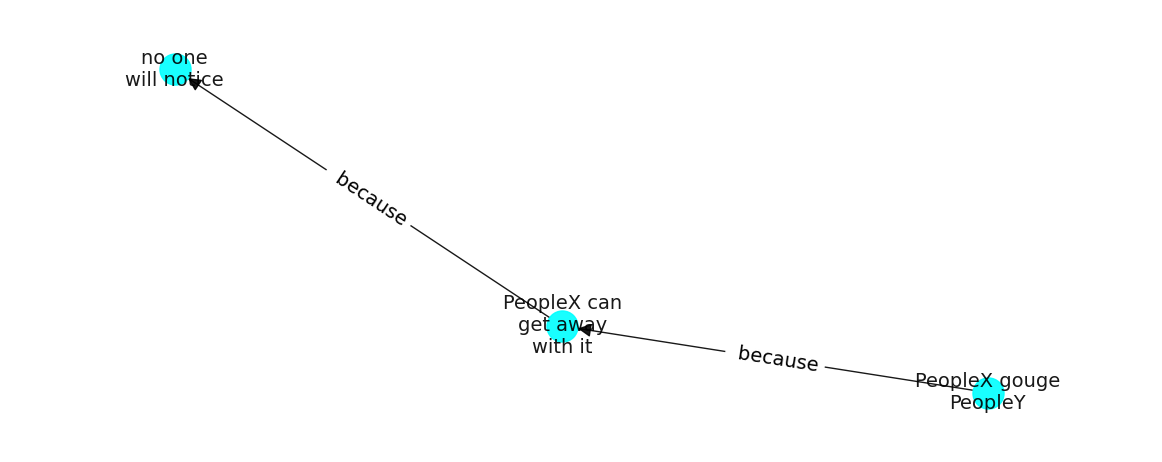 no one
will notice
because
PeopleX can
get away
with it
because
PeopleX gouge
PeopleY